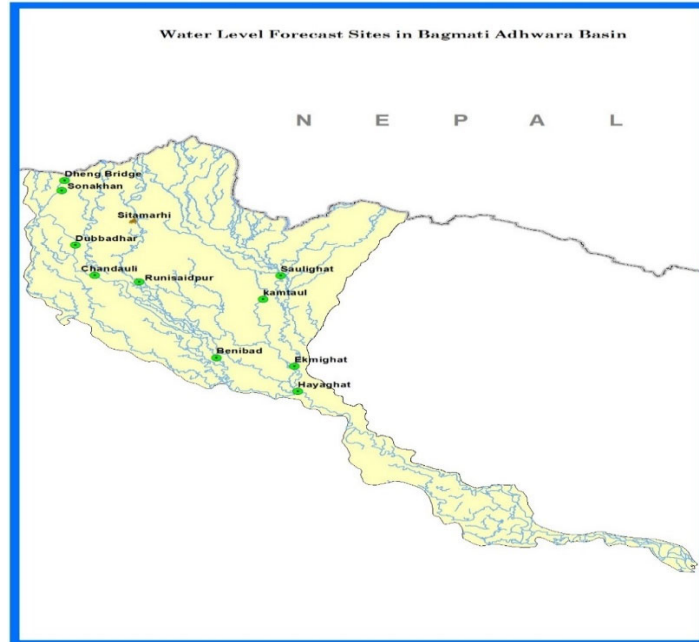 Water Level Forecast Sites in Bagmati Adhwara Basin
N E P A L
Dheng Bridge
Sonakhan
Sitamarhi
Dubbadhar
Chandauli
Runisaidpur
Saulighat
kamtaul
Benibad
Ekmighat
Hayaghat